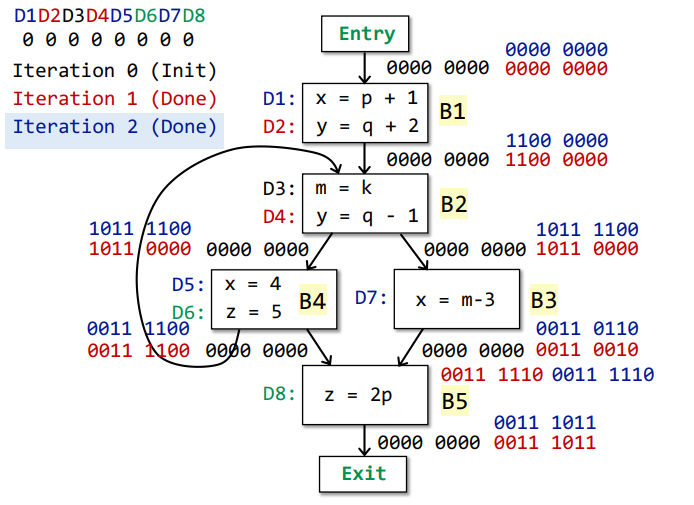 D1D2D3D4D5D6D7D8
0 0 0 0 0 0 0 0
Iteration 0 (Init)
Iteration 1 (Done)
Iteration 2 (Done)
Entry
0000 0000
0000 0000 0000 0000
D1: x = p + 1
D2: y = q + 2
B1
1100 0000
0000 0000 1100 0000
D3: m = k
D4: y = q - 1
B2
1011 1100
1011 0000 0000 0000
1011 1100
0000 0000 1011 0000
D5: x = 4
D6: z = 5
B4
D7: x = m-3
B3
0011 1100
0011 1100 0000 0000
0011 0110
0000 0000 0011 0010
0011 1110 0011 1110
D8: z = 2p
B5
0011 1011
0000 0000 0011 1011
Exit